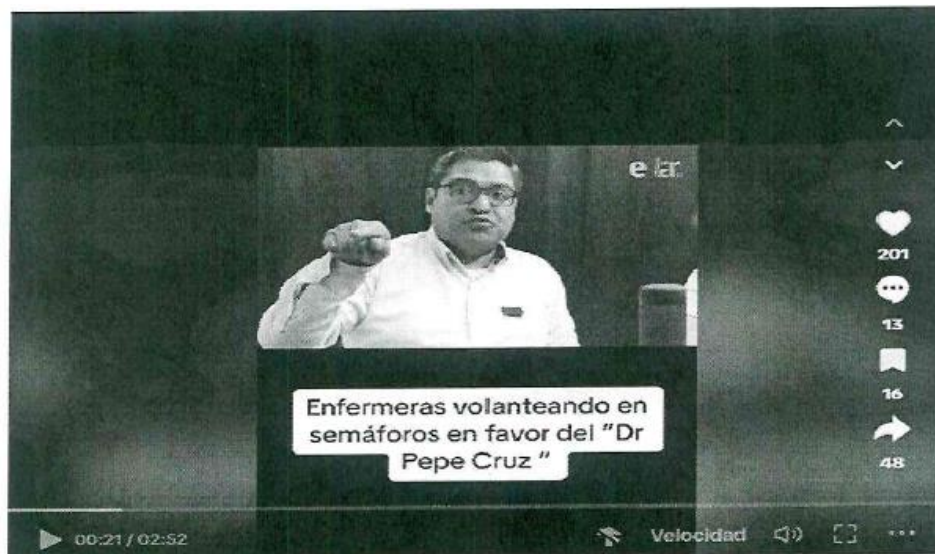 201
13
16
48
Enfermeras volanteando en
semáforos en favor del "Dr
Pepe Cruz "
00:21 / 02:52
Velocidad